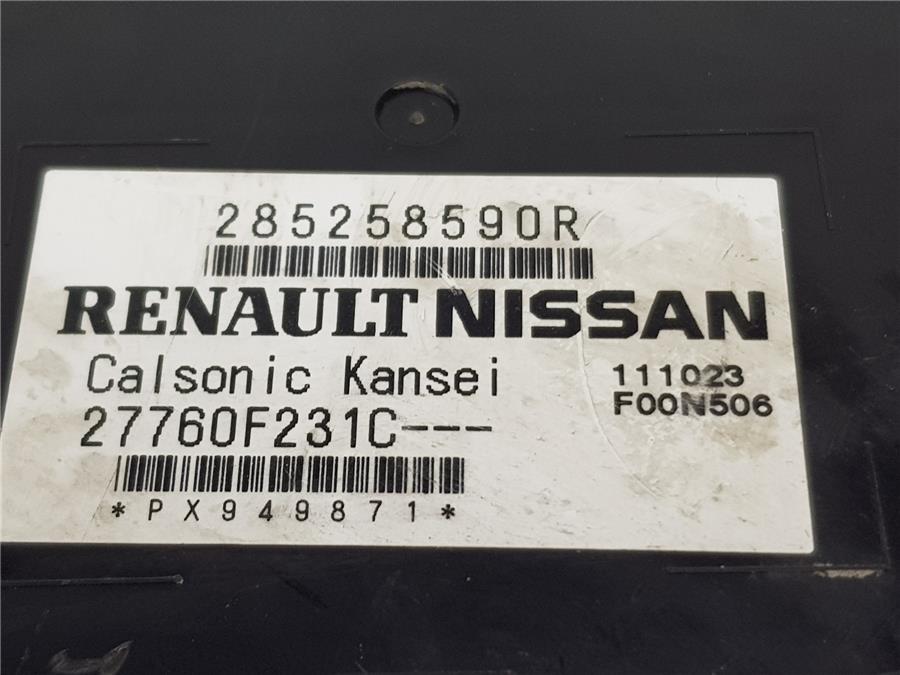 285258590R
RENAULT NISSAN
Calsonic Kansei
111023
27760F231C---
F00N506
*PX949871*